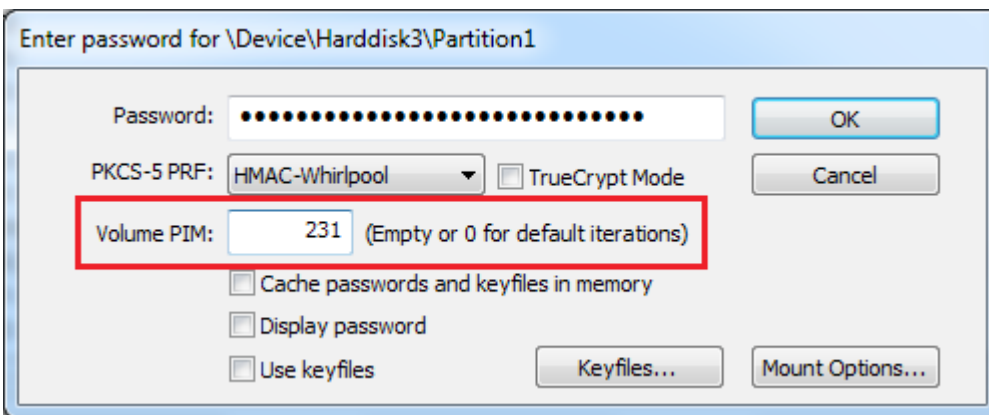 Enter password for \Device\Harddisk3\Partition1
Password: ●●●●●●●●●●●●●●●●●●●●●●●●●●●●● OK
PKCS-5 PRF: HMAC-Whirlpool TrueCrypt Mode Cancel
Volume PIM: 231 (Empty or 0 for default iterations)
Cache passwords and keyfiles in memory
Display password
Use keyfiles Keyfiles... Mount Options...